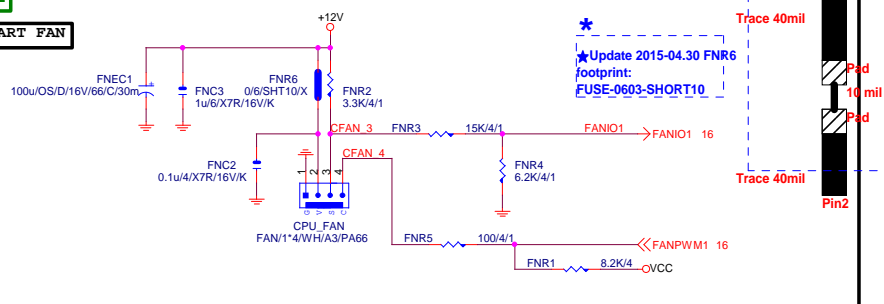 ART FAN
+12V
FNEC1
100u/OS/D/16V/66/C/30m
FNC3
1u/6/X7R/16V/K
FNR6
0/6/SHT10/X
FNR2
3.3K/4/1
*
★Update 2015-04.30 FNR6
footprint:
FUSE-0603-SHORT10
Trace 40mil
Pad
10 mil
Pad
Trace 40mil
Pin2
CFAN_3
FNR3
15K/4/1
FANIO1
FANIO1 16
CFAN_4
FNC2
0.1u/4/X7R/16V/K
FNR4
6.2K/4/1
1 2 3 4
G V S C
CPU_FAN
FAN/1*4/WH/A3/PA66
FNR5
100/4/1
FANPWM1 16
FNR1
8.2K/4
VCC